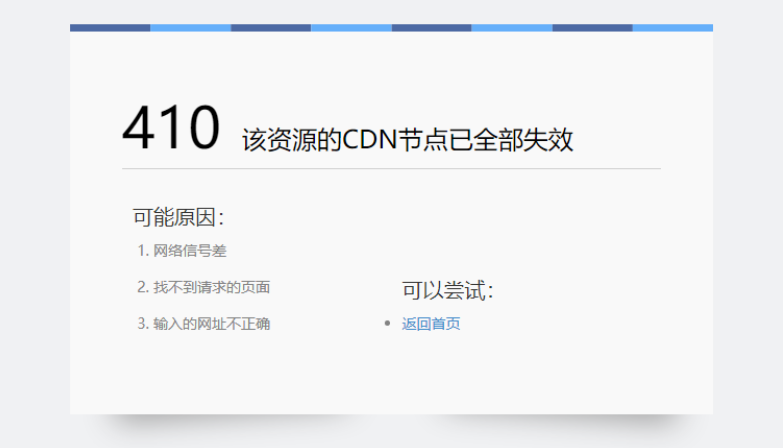 410 该资源的CDN节点已全部失效
可能原因:
1. 网络信号差
2. 找不到请求的页面
3. 输入的网址不正确
可以尝试:
返回首页